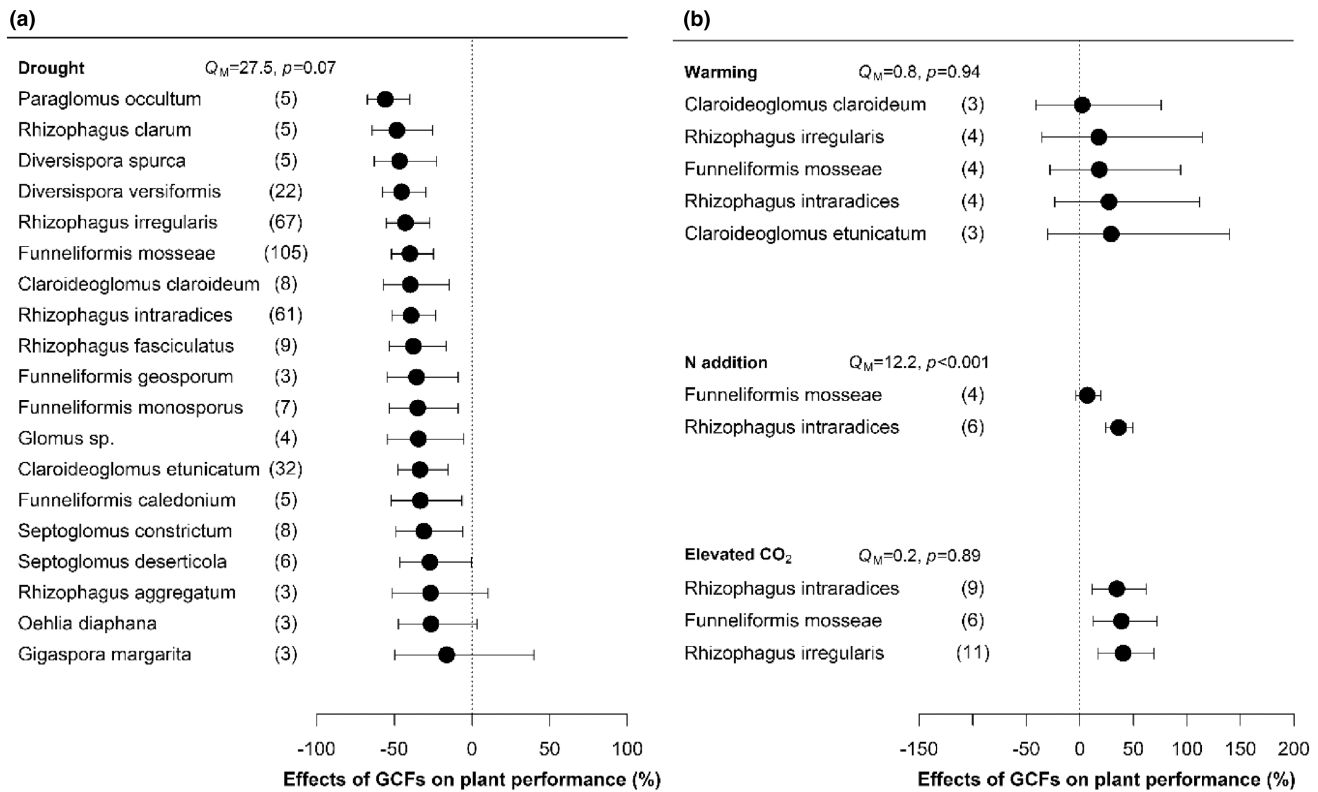 (a)
Drought QM=27.5, p=0.07
Paraglomus occultum (5)
Rhizophagus clarum (5)
Diversispora spurca (5)
Diversispora versiformis (22)
Rhizophagus irregularis (67)
Funneliformis mosseae (105)
Claroideoglomus claroideum (8)
Rhizophagus intraradices (61)
Rhizophagus fasciculatus (9)
Funneliformis geosporum (3)
Funneliformis monosporus (7)
Glomus sp. (4)
Claroideoglomus etunicatum (32)
Funneliformis caledonium (5)
Septoglomus constrictum (8)
Septoglomus deserticola (6)
Rhizophagus aggregatum (3)
Oehlia diaphana (3)
Gigaspora margarita (3)
-100 -50 0 50 100
Effects of GCFs on plant performance (%)
(b)
Warming QM=0.8, p=0.94
Claroideoglomus claroideum (3)
Rhizophagus irregularis (4)
Funneliformis mosseae (4)
Rhizophagus intraradices (4)
Claroideoglomus etunicatum (3)
N addition QM=12.2, p<0.001
Funneliformis mosseae (4)
Rhizophagus intraradices (6)
Elevated CO₂ QM=0.2, p=0.89
Rhizophagus intraradices (9)
Funneliformis mosseae (6)
Rhizophagus irregularis (11)
-150 -50 0 50 100 150 200
Effects of GCFs on plant performance (%)